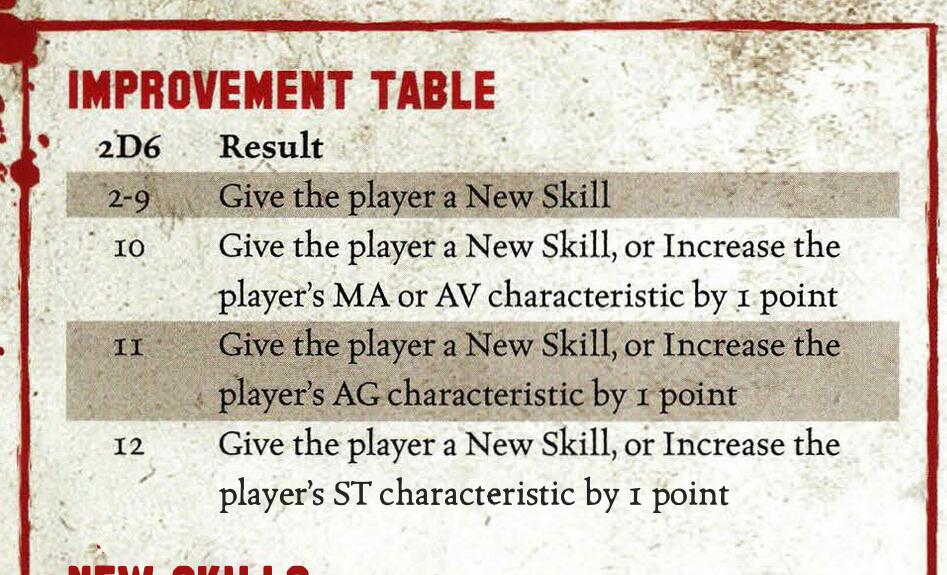 IMPROVEMENT TABLE
2D6 Result
2-9 Give the player a New Skill
10 Give the player a New Skill, or Increase the
player's MA or AV characteristic by 1 point
11 Give the player a New Skill, or Increase the
player's AG characteristic by 1 point
12 Give the player a New Skill, or Increase the
player's ST characteristic by 1 point
NEW SKILLS